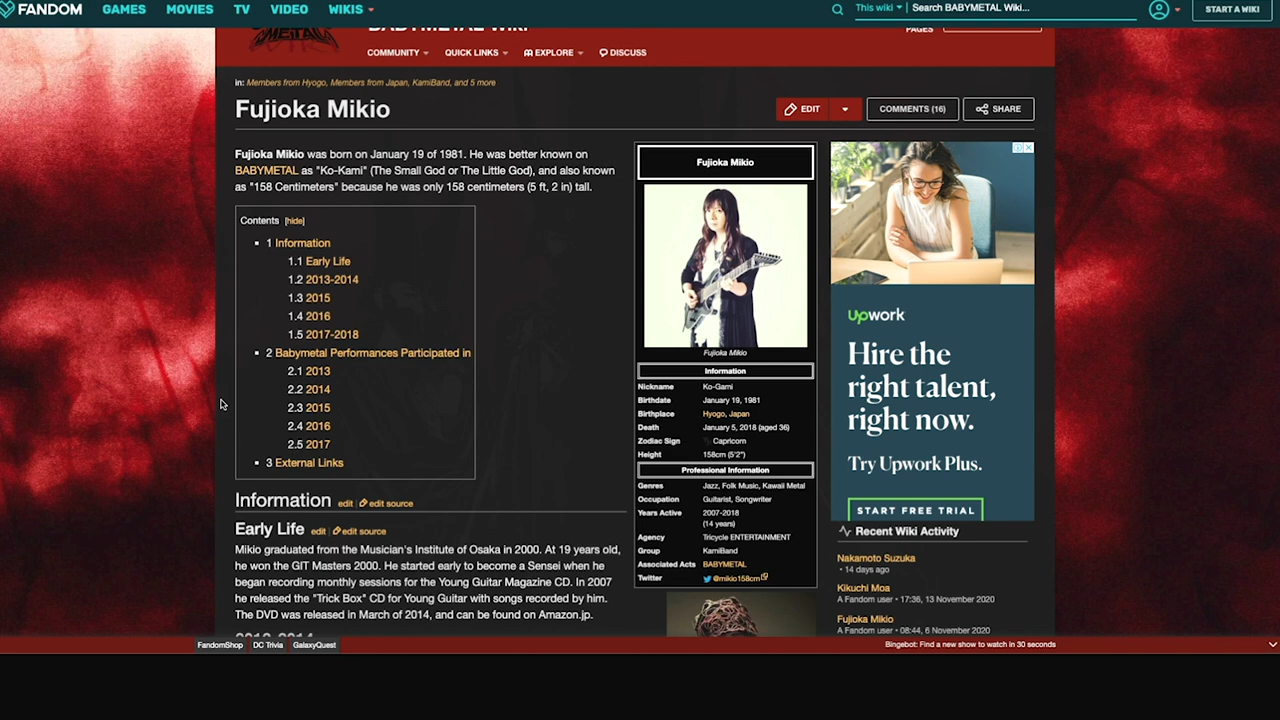 FANDOM
GAMES
MOVIES
TV
VIDEO
WIKIS
This wiki
Search BABYMETAL Wiki...
START A WIKI
BABYMETAL WIKI
PAGES
COMMUNITY
QUICK LINKS
EXPLORE
DISCUSS
in: Members from Hyogo, Members from Japan, KamiBand, and 5 more
Fujioka Mikio
EDIT
COMMENTS (16)
SHARE
Fujioka Mikio was born on January 19 of 1981. He was better known on
BABYMETAL as "Ko-Kami" (The Small God or The Little God), and also known
as "158 Centimeters" because he was only 158 centimeters (5 ft, 2 in) tall.
Contents [hide]
1 Information
1.1 Early Life
1.2 2013-2014
1.3 2015
1.4 2016
1.5 2017-2018
2 Babymetal Performances Participated in
2.1 2013
2.2 2014
2.3 2015
2.4 2016
2.5 2017
3 External Links
Information edit edit source
Early Life edit edit source
Mikio graduated from the Musician's Institute of Osaka in 2000. At 19 years old,
he won the GIT Masters 2000. He started early to become a Sensei when he
began recording monthly sessions for the Young Guitar Magazine CD. In 2007
he released the "Trick Box" CD for Young Guitar with songs recorded by him.
The DVD was released in March of 2014, and can be found on Amazon.jp.
2013-2014
Fujioka Mikio
Fujioka Mikio
Information
Nickname Ko-Gami
Birthdate January 19, 1981
Birthplace Hyogo, Japan
Death January 5, 2018 (aged 36)
Zodiac Sign Capricorn
Height 158cm (5'2")
Professional Information
Genres Jazz, Folk Music, Kawaii Metal
Occupation Guitarist, Songwriter
Years Active 2007-2018
(14 years)
Agency Tricycle ENTERTAINMENT
Group KamiBand
Associated Acts BABYMETAL
Twitter @mikio158cm
Upwork
Hire the
right talent,
right now.
Try Upwork Plus.
START FREE TRIAL
Recent Wiki Activity
Nakamoto Suzuka
• 14 days ago
Kikuchi Moa
A Fandom user • 17:36, 13 November 2020
Fujioka Mikio
A Fandom user • 08:44, 6 November 2020
FandomShop
DC Trivia
GalaxyQuest
Bingebot: Find a new show to watch in 30 seconds